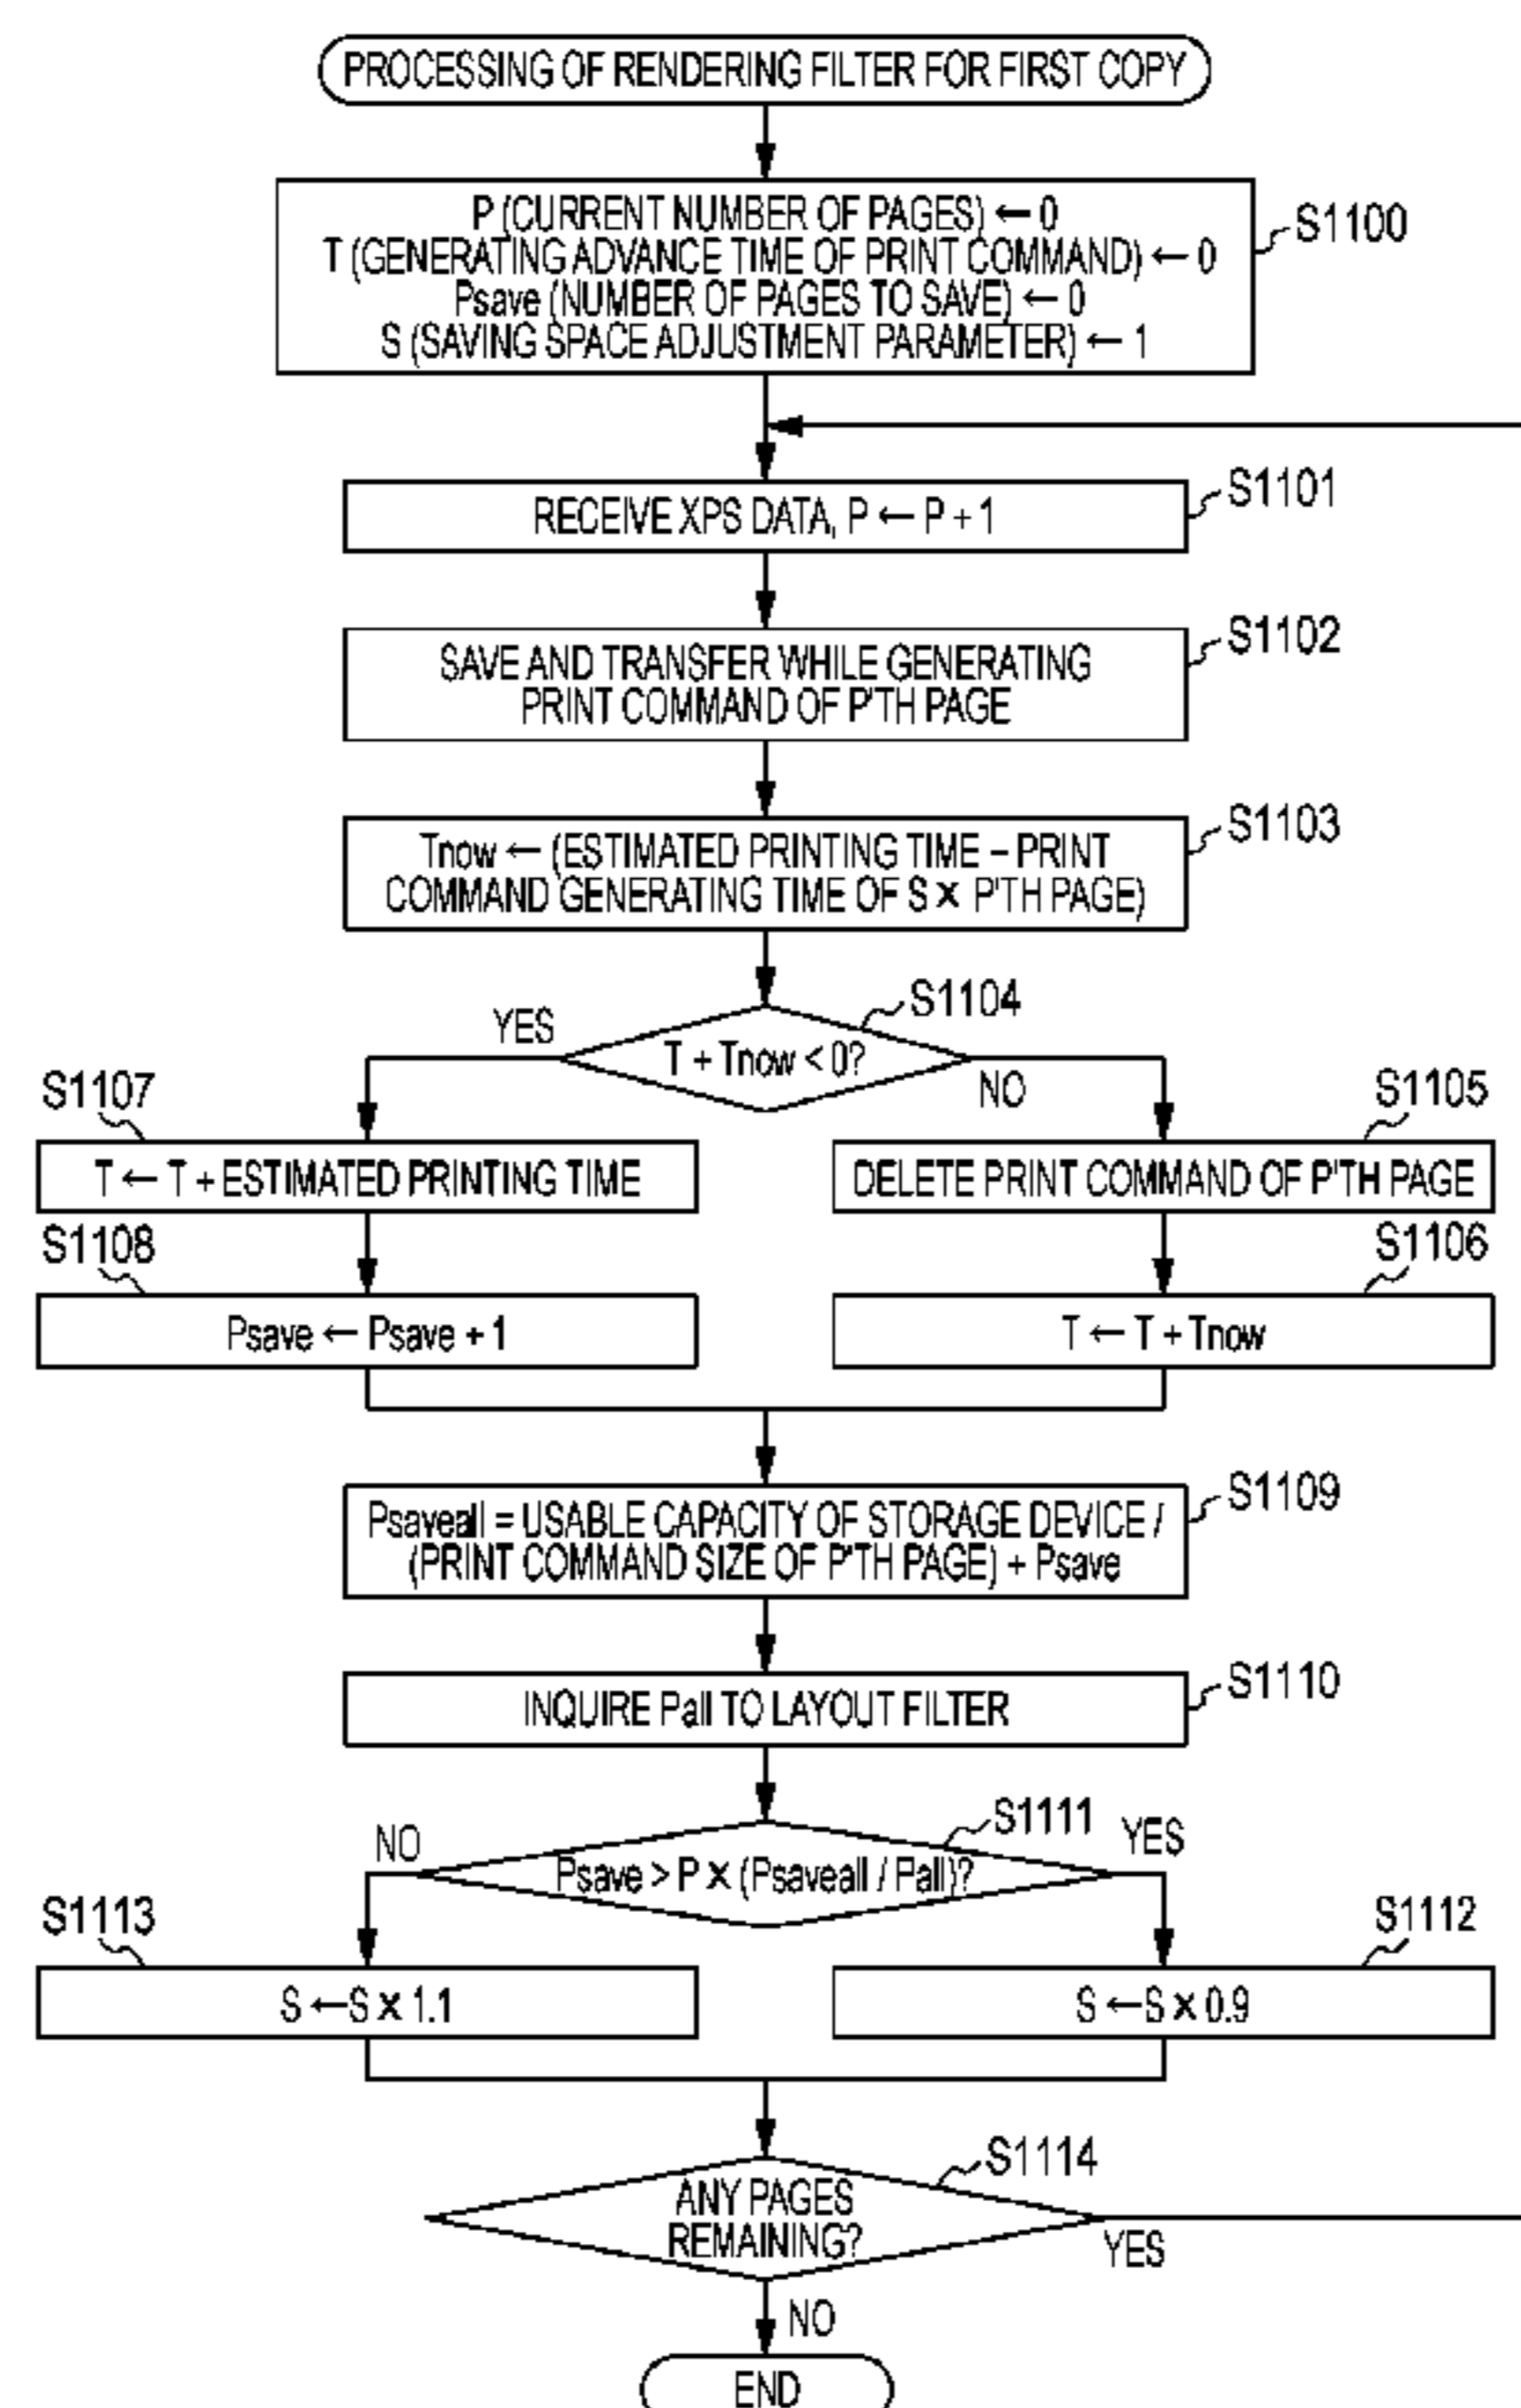 PROCESSING OF RENDERING FILTER FOR FIRST COPY
P (CURRENT NUMBER OF PAGES) ← 0
T (GENERATING ADVANCE TIME OF PRINT COMMAND) ← 0
Psave (NUMBER OF PAGES TO SAVE) ← 0
S (SAVING SPACE ADJUSTMENT PARAMETER) ← 1
S1100
RECEIVE XPS DATA, P ← P + 1
S1101
SAVE AND TRANSFER WHILE GENERATING
PRINT COMMAND OF P'TH PAGE
S1102
Tnow ← (ESTIMATED PRINTING TIME – PRINT
COMMAND GENERATING TIME OF S × P'TH PAGE)
S1103
S1104
T + Tnow < 0?
YES
NO
S1107
T ← T + ESTIMATED PRINTING TIME
S1105
DELETE PRINT COMMAND OF P'TH PAGE
S1108
Psave ← Psave + 1
S1106
T ← T + Tnow
Psaveall = USABLE CAPACITY OF STORAGE DEVICE /
(PRINT COMMAND SIZE OF P'TH PAGE) + Psave
S1109
INQUIRE Pall TO LAYOUT FILTER
S1110
S1111
Psave > P × (Psaveall / Pall)?
NO
YES
S1113
S ← S × 1.1
S1112
S ← S × 0.9
S1114
ANY PAGES
REMAINING?
YES
NO
END